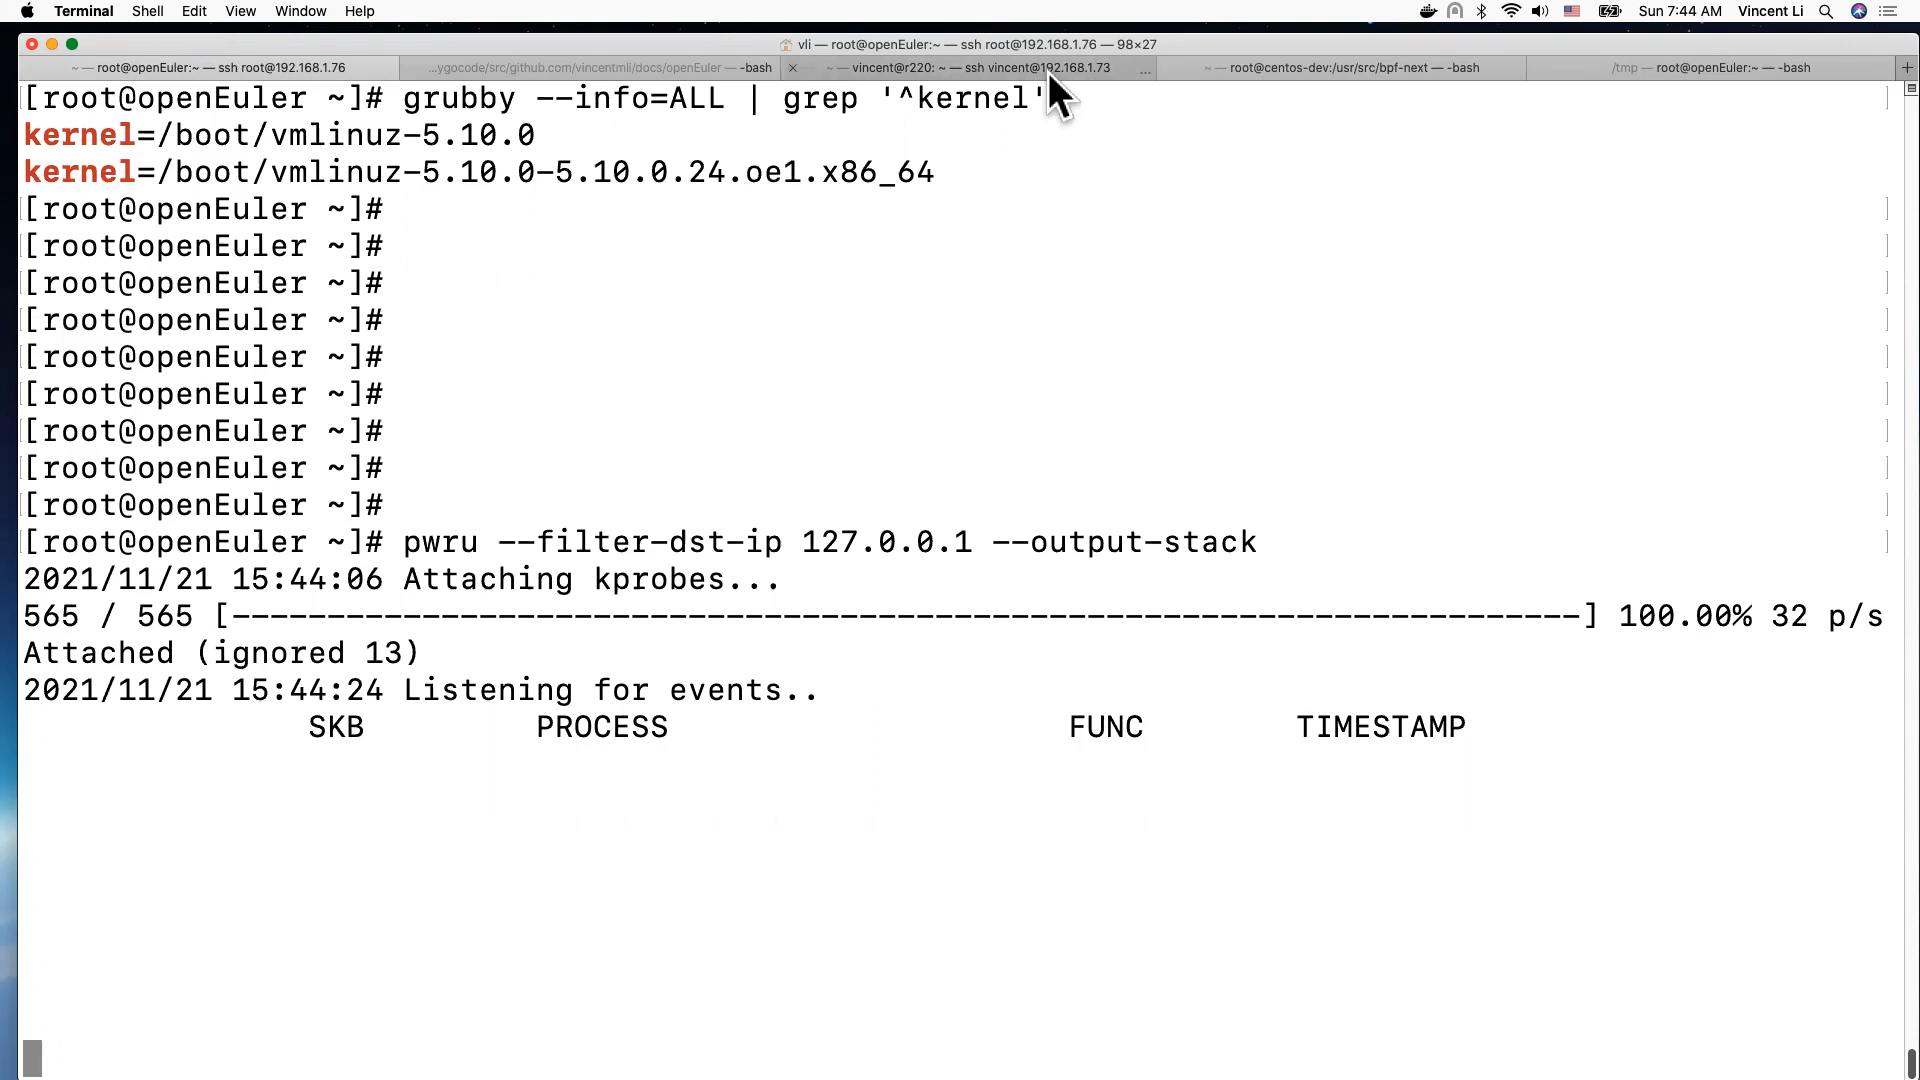 Terminal Shell Edit View Window Help Sun 7:44 AM Vincent Li
vli — root@openEuler:~ — ssh root@192.168.1.76 — 98×27
~ — root@openEuler:~ — ssh root@192.168.1.76 ...ygocode/src/github.com/vincentmli/docs/openEuler — -bash ~ — vincent@r220: ~ — ssh vincent@192.168.1.73 ... ~ — root@centos-dev:/usr/src/bpf-next — -bash /tmp — root@openEuler:~ — -bash
[root@openEuler ~]# grubby --info=ALL | grep '^kernel'
kernel=/boot/vmlinuz-5.10.0
kernel=/boot/vmlinuz-5.10.0-5.10.0.24.oe1.x86_64
[root@openEuler ~]#
[root@openEuler ~]#
[root@openEuler ~]#
[root@openEuler ~]#
[root@openEuler ~]#
[root@openEuler ~]#
[root@openEuler ~]#
[root@openEuler ~]#
[root@openEuler ~]#
[root@openEuler ~]# pwru --filter-dst-ip 127.0.0.1 --output-stack
2021/11/21 15:44:06 Attaching kprobes...
565 / 565 [------------------------------------------------------------------------] 100.00% 32 p/s
Attached (ignored 13)
2021/11/21 15:44:24 Listening for events..
SKB PROCESS FUNC TIMESTAMP